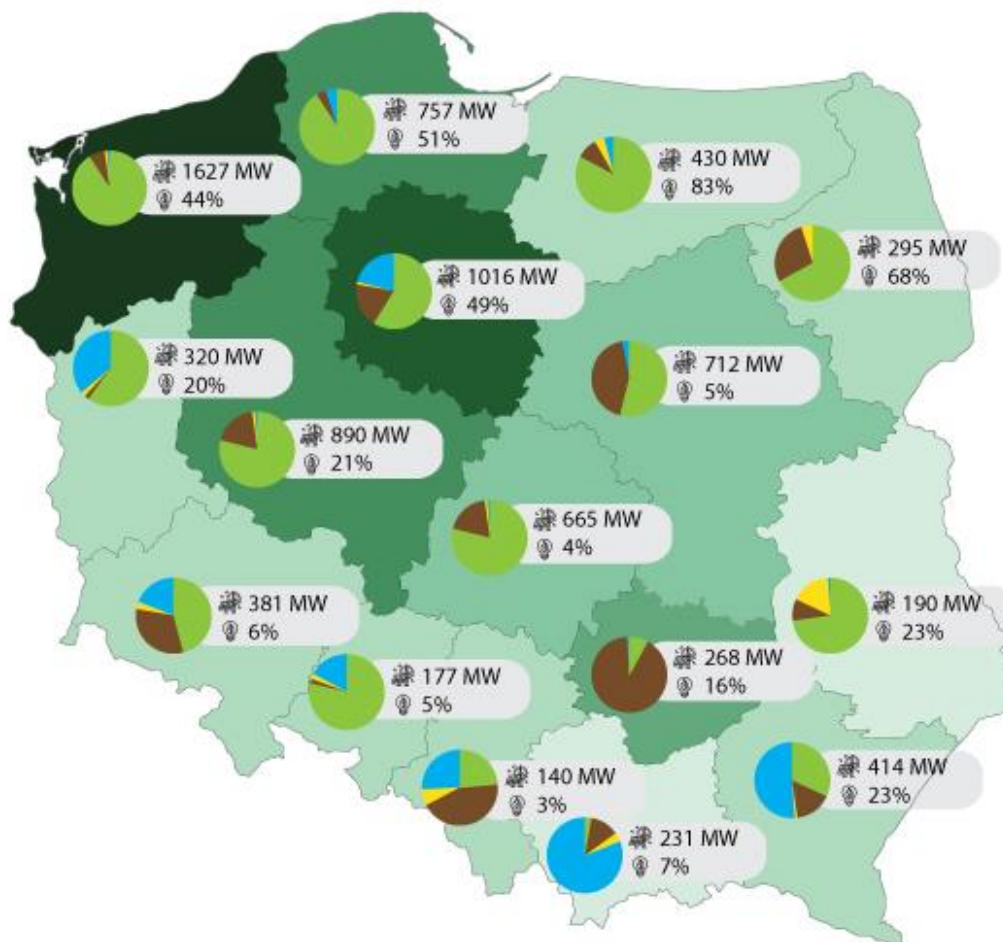 757 MW
51%
1627 MW
44%
430 MW
83%
295 MW
68%
1016 MW
49%
320 MW
20%
712 MW
5%
890 MW
21%
665 MW
4%
381 MW
6%
190 MW
23%
268 MW
16%
177 MW
5%
140 MW
3%
414 MW
23%
231 MW
7%